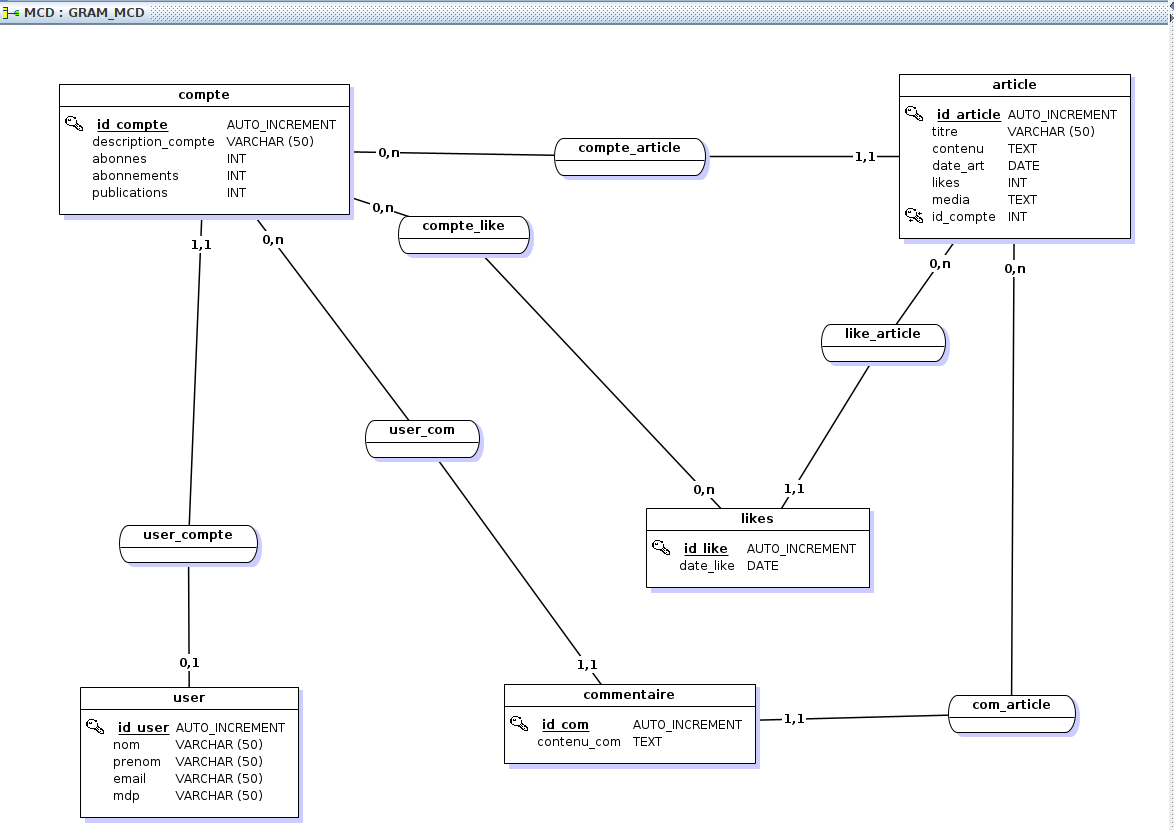 MCD : GRAM_MCD
compte
id_compte AUTO_INCREMENT
description_compte VARCHAR (50)
abonnes INT
abonnements INT
publications INT
article
id_article AUTO_INCREMENT
titre VARCHAR (50)
contenu TEXT
date_art DATE
likes INT
media TEXT
id_compte INT
0,n
compte_article
1,1
0,n
compte_like
1,1
0,n
0,n
0,n
like_article
user_com
0,n
1,1
likes
id_like AUTO_INCREMENT
date_like DATE
user_compte
0,1
1,1
user
id_user AUTO_INCREMENT
nom VARCHAR (50)
prenom VARCHAR (50)
email VARCHAR (50)
mdp VARCHAR (50)
commentaire
id_com AUTO_INCREMENT
contenu_com TEXT
1,1
com_article